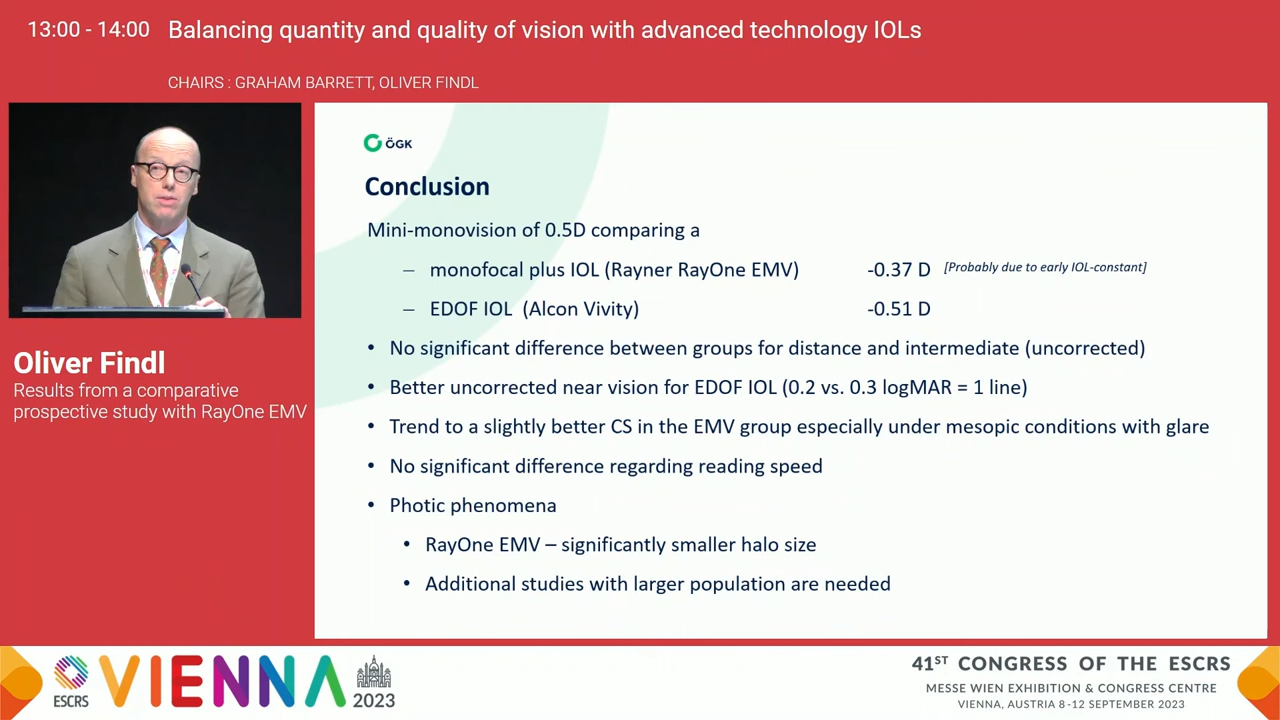 13:00 - 14:00 Balancing quantity and quality of vision with advanced technology IOLs
CHAIRS : GRAHAM BARRETT, OLIVER FINDL
ÖGK
Conclusion
Mini-monovision of 0.5D comparing a
– monofocal plus IOL (Rayner RayOne EMV) -0.37 D [Probably due to early IOL-constant]
– EDOF IOL (Alcon Vivity) -0.51 D
• No significant difference between groups for distance and intermediate (uncorrected)
• Better uncorrected near vision for EDOF IOL (0.2 vs. 0.3 logMAR = 1 line)
• Trend to a slightly better CS in the EMV group especially under mesopic conditions with glare
• No significant difference regarding reading speed
• Photic phenomena
• RayOne EMV – significantly smaller halo size
• Additional studies with larger population are needed
Oliver Findl
Results from a comparative
prospective study with RayOne EMV
ESCRS
VIENNA
2023
41ST CONGRESS OF THE ESCRS
MESSE WIEN EXHIBITION & CONGRESS CENTRE
VIENNA, AUSTRIA 8-12 SEPTEMBER 2023